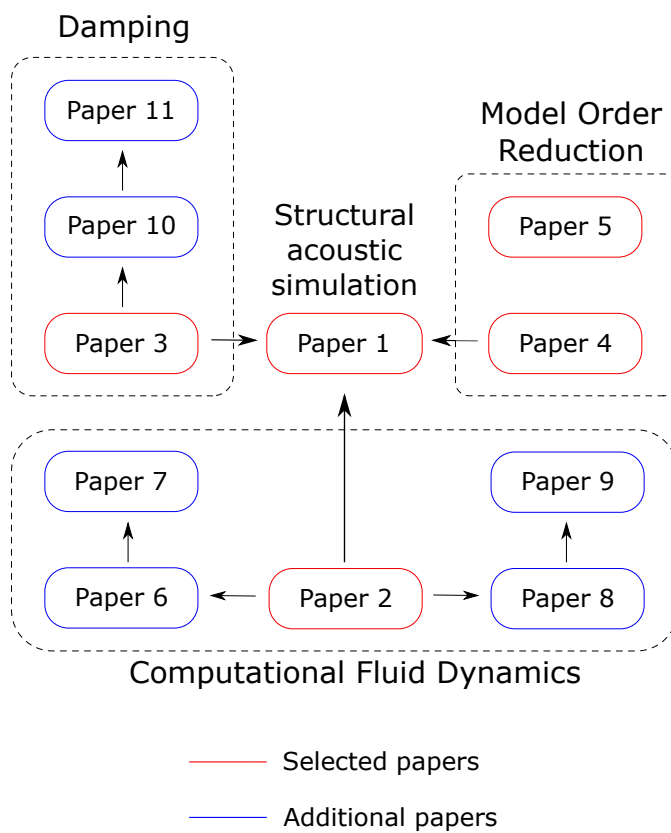 Damping
Paper 11
Paper 10
Paper 3
Structural
acoustic
simulation
Paper 1
Model Order
Reduction
Paper 5
Paper 4
Paper 7
Paper 9
Paper 6
Paper 2
Paper 8
Computational Fluid Dynamics
Selected papers
Additional papers